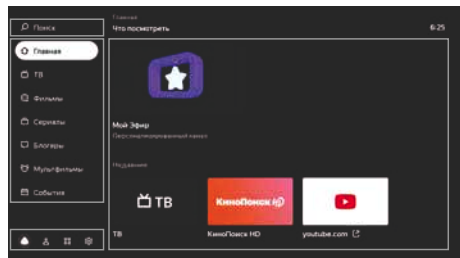 Поиск
Главная
ТВ
Фильмы
Сериалы
Блогеры
Мультфильмы
События
Главная
Что посмотреть
6:25
Мой Эфир
Персонализированный канал
Недавние
ТВ
КиноПоиск HD
ТВ
КиноПоиск HD
youtube.com